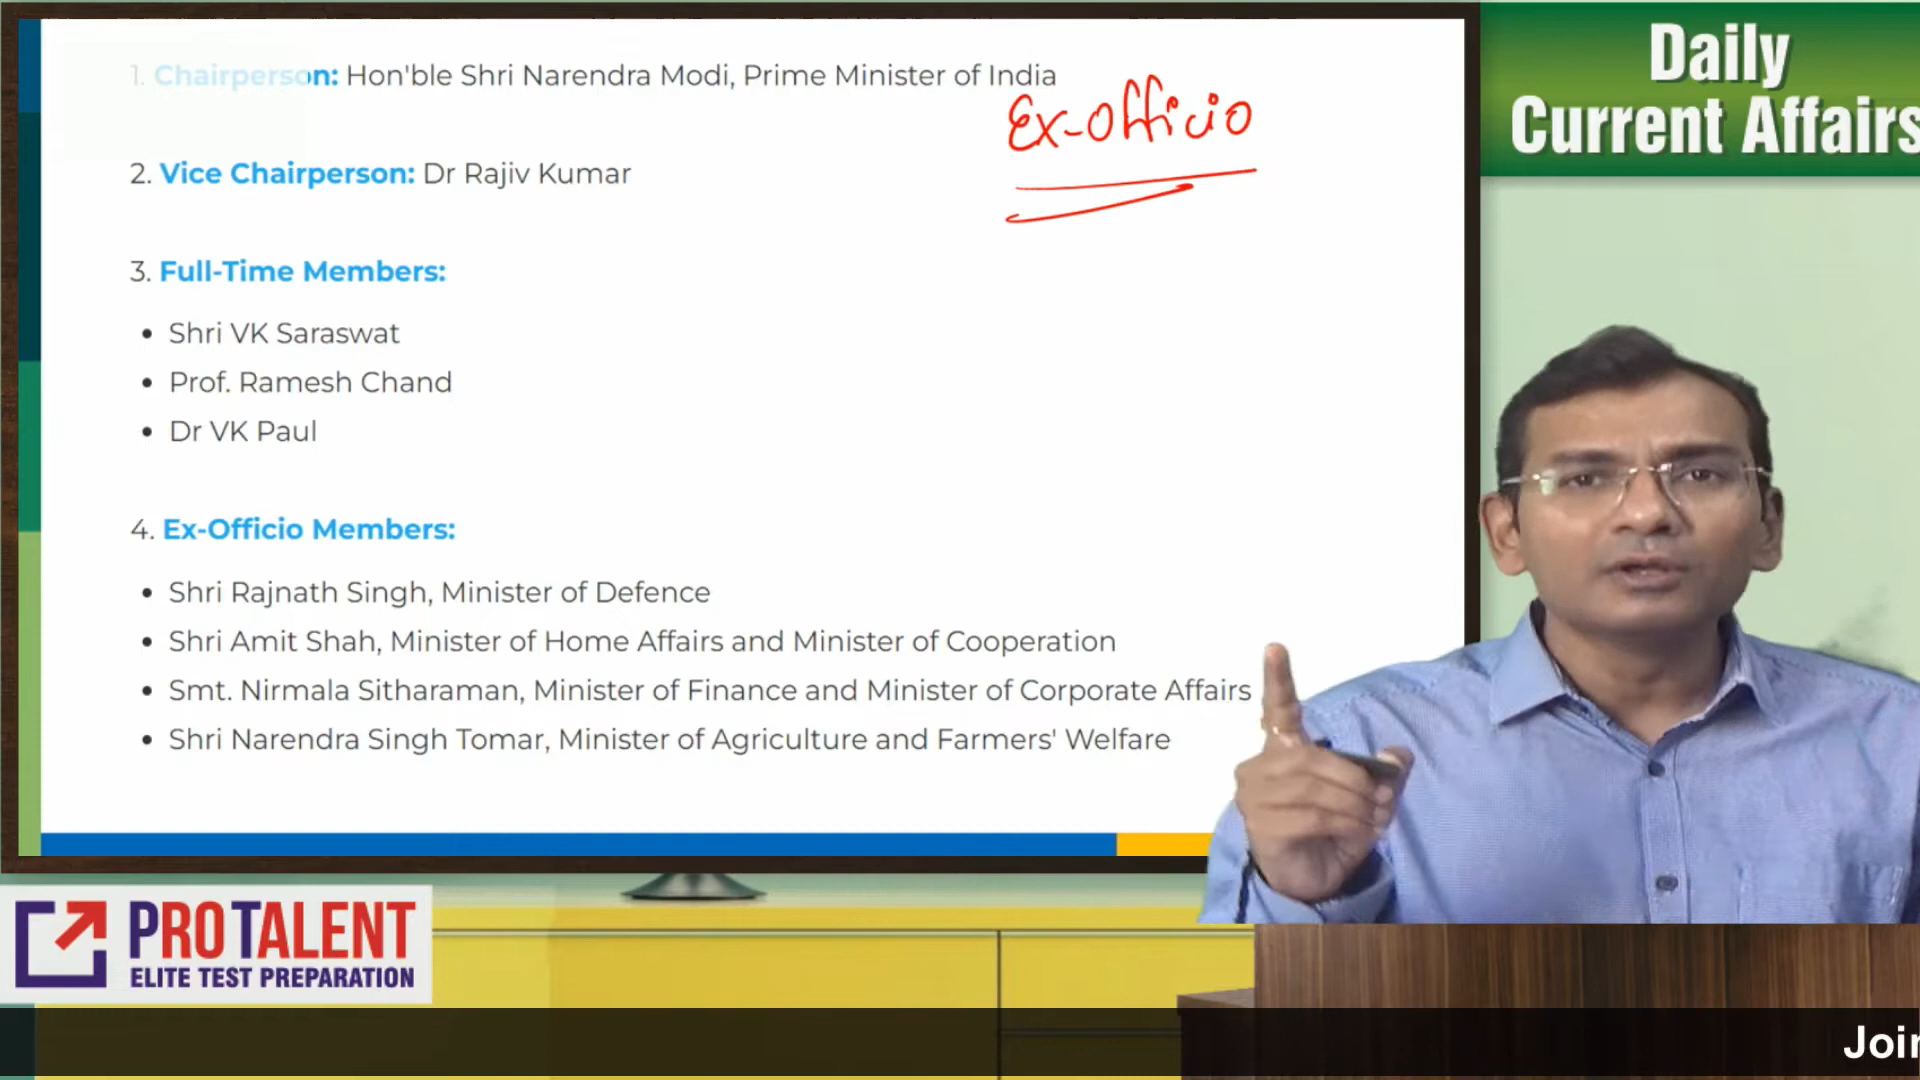 1. Chairperson: Hon'ble Shri Narendra Modi, Prime Minister of India
Ex-officio
2. Vice Chairperson: Dr Rajiv Kumar
3. Full-Time Members:
• Shri VK Saraswat
• Prof. Ramesh Chand
• Dr VK Paul
4. Ex-Officio Members:
• Shri Rajnath Singh, Minister of Defence
• Shri Amit Shah, Minister of Home Affairs and Minister of Cooperation
• Smt. Nirmala Sitharaman, Minister of Finance and Minister of Corporate Affairs
• Shri Narendra Singh Tomar, Minister of Agriculture and Farmers' Welfare
Daily
Current Affairs
PROTALENT
ELITE TEST PREPARATION